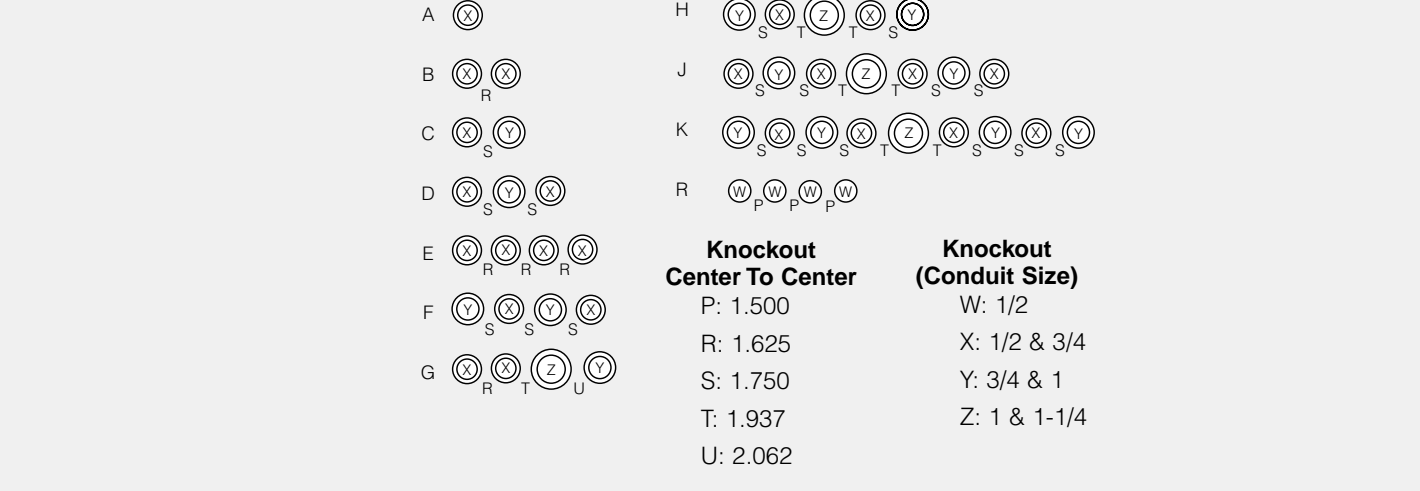 A X
B X X
R
C X Y
S
D X Y X
S S
E X X X X
R R R
F Y X Y X
S S S
G X X Z Y
R T U
H Y X Z X Y
S T T S
J X Y X Z X Y X
S S T T S S
K Y X Y X Z X Y X Y
S S S T T S S S
R W W W W
P P P
Knockout
Center To Center
P: 1.500
R: 1.625
S: 1.750
T: 1.937
U: 2.062
Knockout
(Conduit Size)
W: 1/2
X: 1/2 & 3/4
Y: 3/4 & 1
Z: 1 & 1-1/4